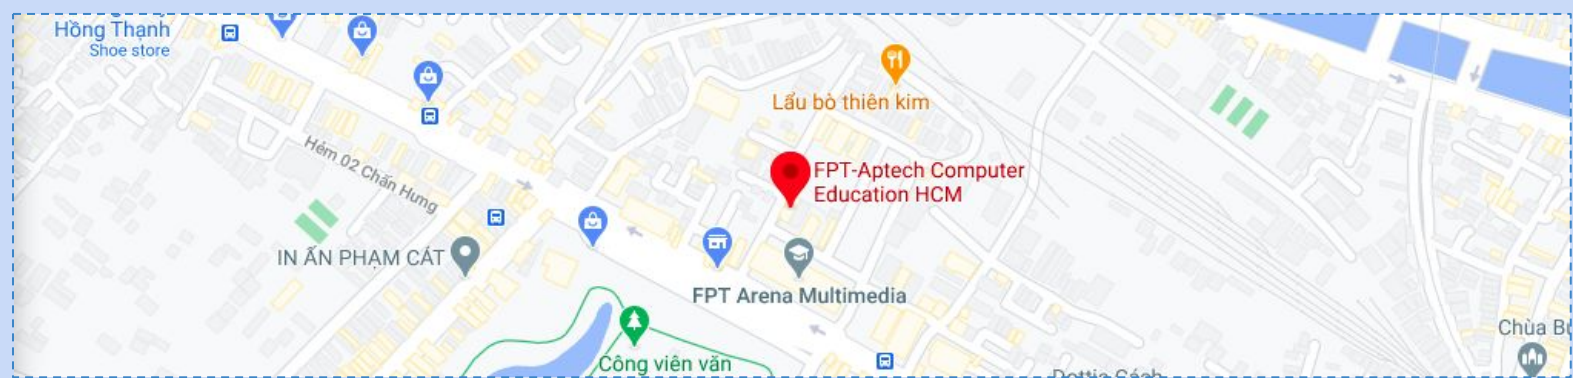 Hồng Thạnh
Shoe store
Lẩu bò thiên kim
Hẻm 02 Chấn Hưng
FPT-Aptech Computer
Education HCM
IN ẤN PHẠM CÁT
FPT Arena Multimedia
Chùa
Công viên văn